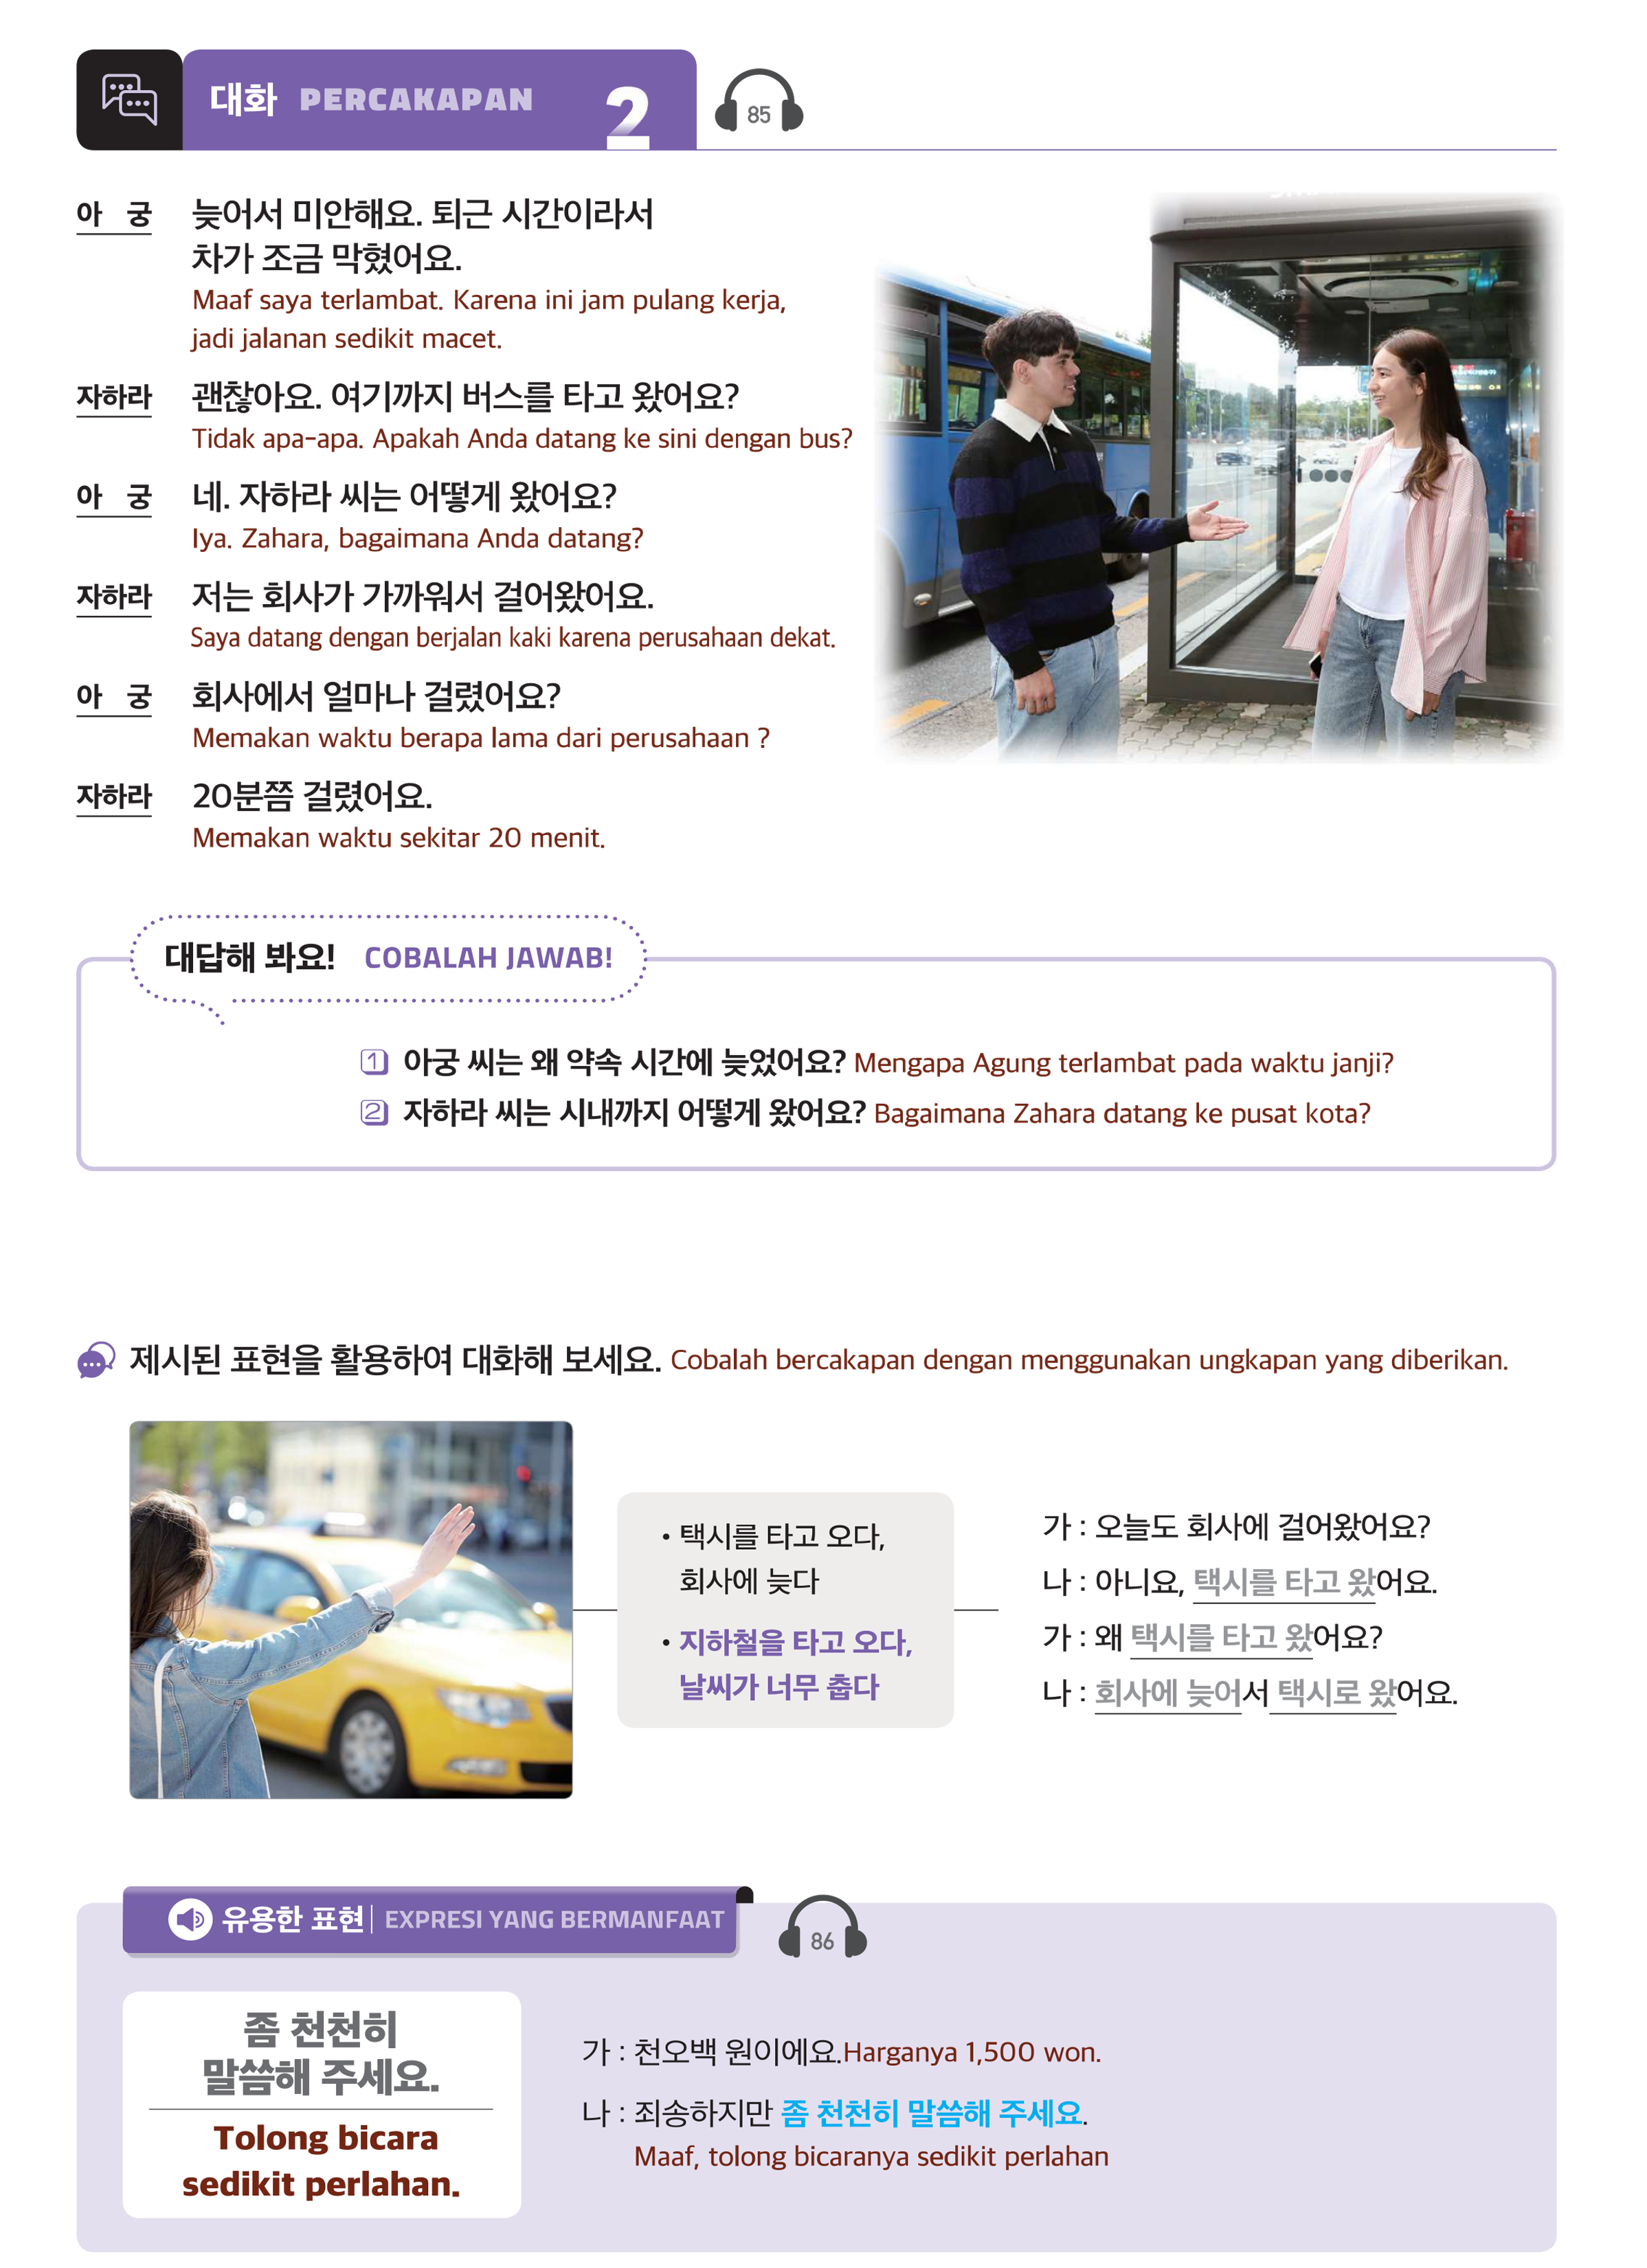 대화 PERCAKAPAN 2
85
아 궁 늦어서 미안해요. 퇴근 시간이라서
차가 조금 막혔어요.
Maaf saya terlambat. Karena ini jam pulang kerja,
jadi jalanan sedikit macet.
자하라 괜찮아요. 여기까지 버스를 타고 왔어요?
Tidak apa-apa. Apakah Anda datang ke sini dengan bus?
아 궁 네. 자하라 씨는 어떻게 왔어요?
Iya. Zahara, bagaimana Anda datang?
자하라 저는 회사가 가까워서 걸어왔어요.
Saya datang dengan berjalan kaki karena perusahaan dekat.
아 궁 회사에서 얼마나 걸렸어요?
Memakan waktu berapa lama dari perusahaan ?
자하라 20분쯤 걸렸어요.
Memakan waktu sekitar 20 menit.
대답해 봐요! COBALAH JAWAB!
1 아궁 씨는 왜 약속 시간에 늦었어요? Mengapa Agung terlambat pada waktu janji?
2 자하라 씨는 시내까지 어떻게 왔어요? Bagaimana Zahara datang ke pusat kota?
제시된 표현을 활용하여 대화해 보세요. Cobalah bercakapan dengan menggunakan ungkapan yang diberikan.
• 택시를 타고 오다,
회사에 늦다
• 지하철을 타고 오다,
날씨가 너무 춥다
가 : 오늘도 회사에 걸어왔어요?
나 : 아니요, 택시를 타고 왔어요.
가 : 왜 택시를 타고 왔어요?
나 : 회사에 늦어서 택시로 왔어요.
유용한 표현 | EXPRESI YANG BERMANFAAT
86
좀 천천히
말씀해 주세요.
Tolong bicara
sedikit perlahan.
가 : 천오백 원이에요.Harganya 1,500 won.
나 : 죄송하지만 좀 천천히 말씀해 주세요.
Maaf, tolong bicaranya sedikit perlahan